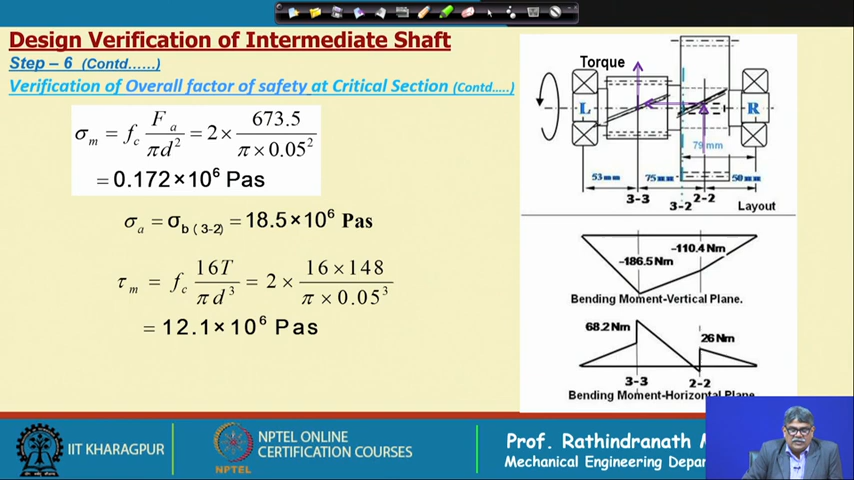 Design Verification of Intermediate Shaft
Step – 6 (Contd……)
Verification of Overall factor of safety at Critical Section (Contd…..)
σm = fc Fa / πd² = 2 × 673.5 / π × 0.05²
= 0.172×10⁶ Pas
σa = σb (3-2) = 18.5×10⁶ Pas
τm = fc 16T / πd³ = 2 × 16 × 148 / π × 0.05³
= 12.1×10⁶ Pas
Torque
L
R
79 mm
53 mm
75 mm
50 mm
3-3
3-2
2-2
Layout
-110.4 Nm
-186.5 Nm
Bending Moment-Vertical Plane.
68.2 Nm
26 Nm
3-3
2-2
Bending Moment-Horizontal Plane.
IIT KHARAGPUR
NPTEL
NPTEL ONLINE
CERTIFICATION COURSES
Prof. Rathindranath
Mechanical Engineering